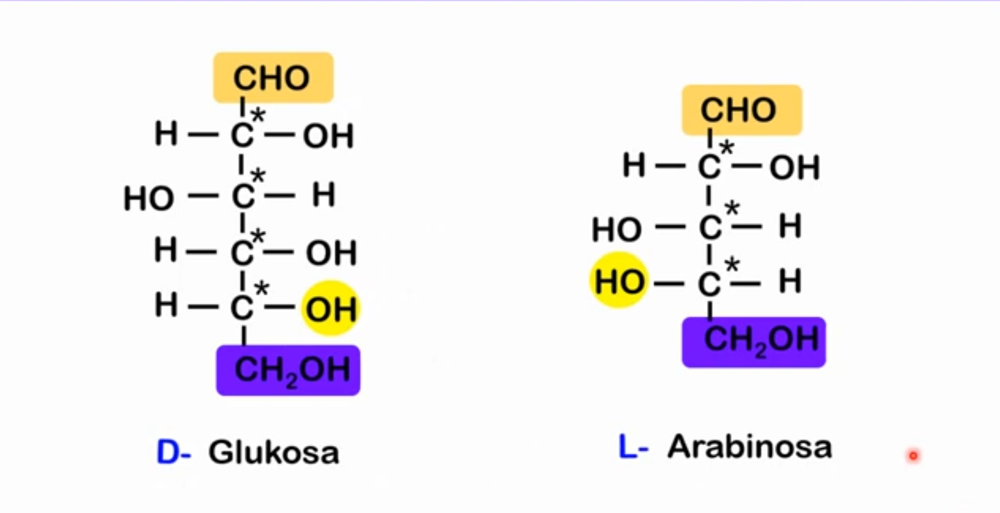 CHO
H — C* — OH
HO — C* — H
H — C* — OH
H — C* — OH
CH₂OH
D- Glukosa
CHO
H — C* — OH
HO — C* — H
HO — C* — H
CH₂OH
L- Arabinosa